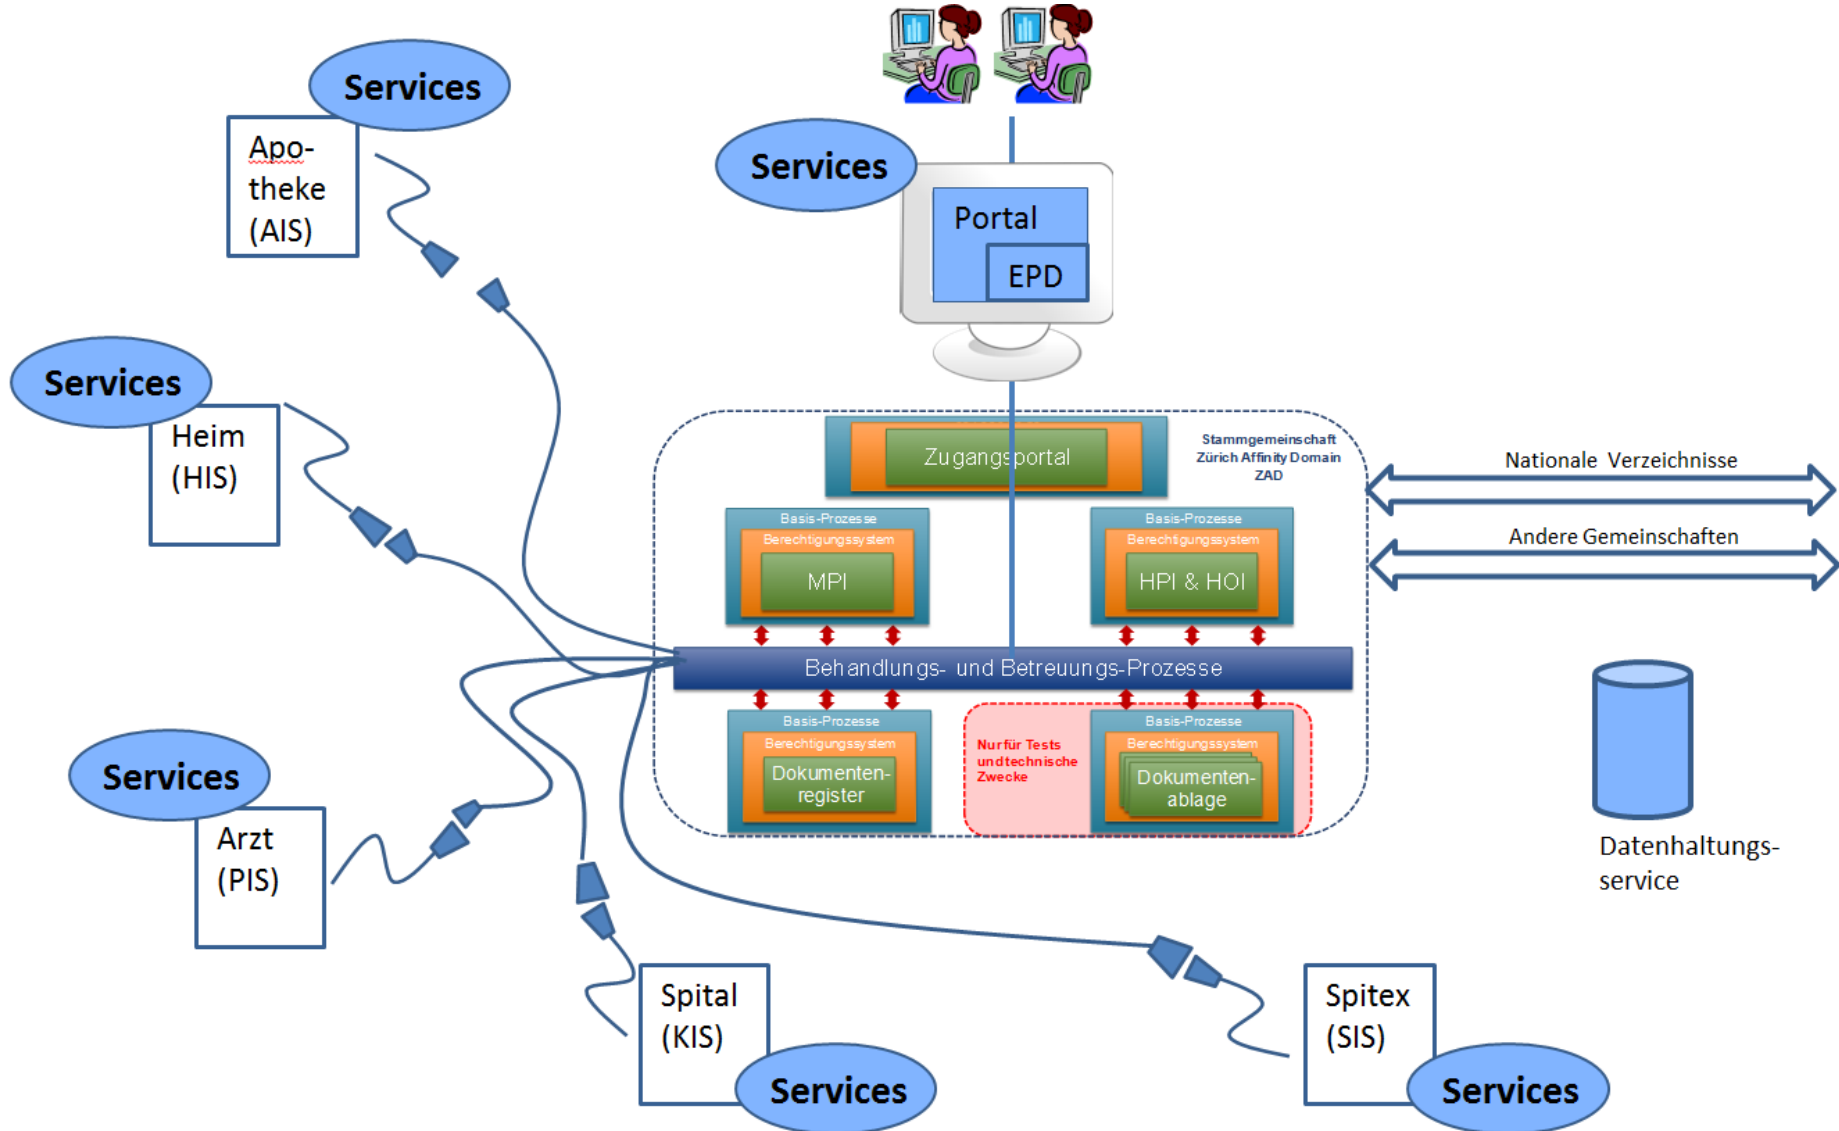 Services
Apo-
theke
(AIS)
Services
Portal
EPD
Services
Heim
(HIS)
Zugangsportal
Stammgemeinschaft
Zürich Affinity Domain
ZAD
Nationale Verzeichnisse
Andere Gemeinschaften
Basis-Prozesse
Berechtigungssystem
MPI
Basis-Prozesse
Berechtigungssystem
HPI & HOI
Behandlungs- und Betreuungs-Prozesse
Basis-Prozesse
Berechtigungssystem
Dokumenten-
register
Nur für Tests
und technische
Zwecke
Basis-Prozesse
Berechtigungssystem
Dokumenten-
ablage
Datenhaltungs-
service
Services
Arzt
(PIS)
Spital
(KIS)
Services
Spitex
(SIS)
Services